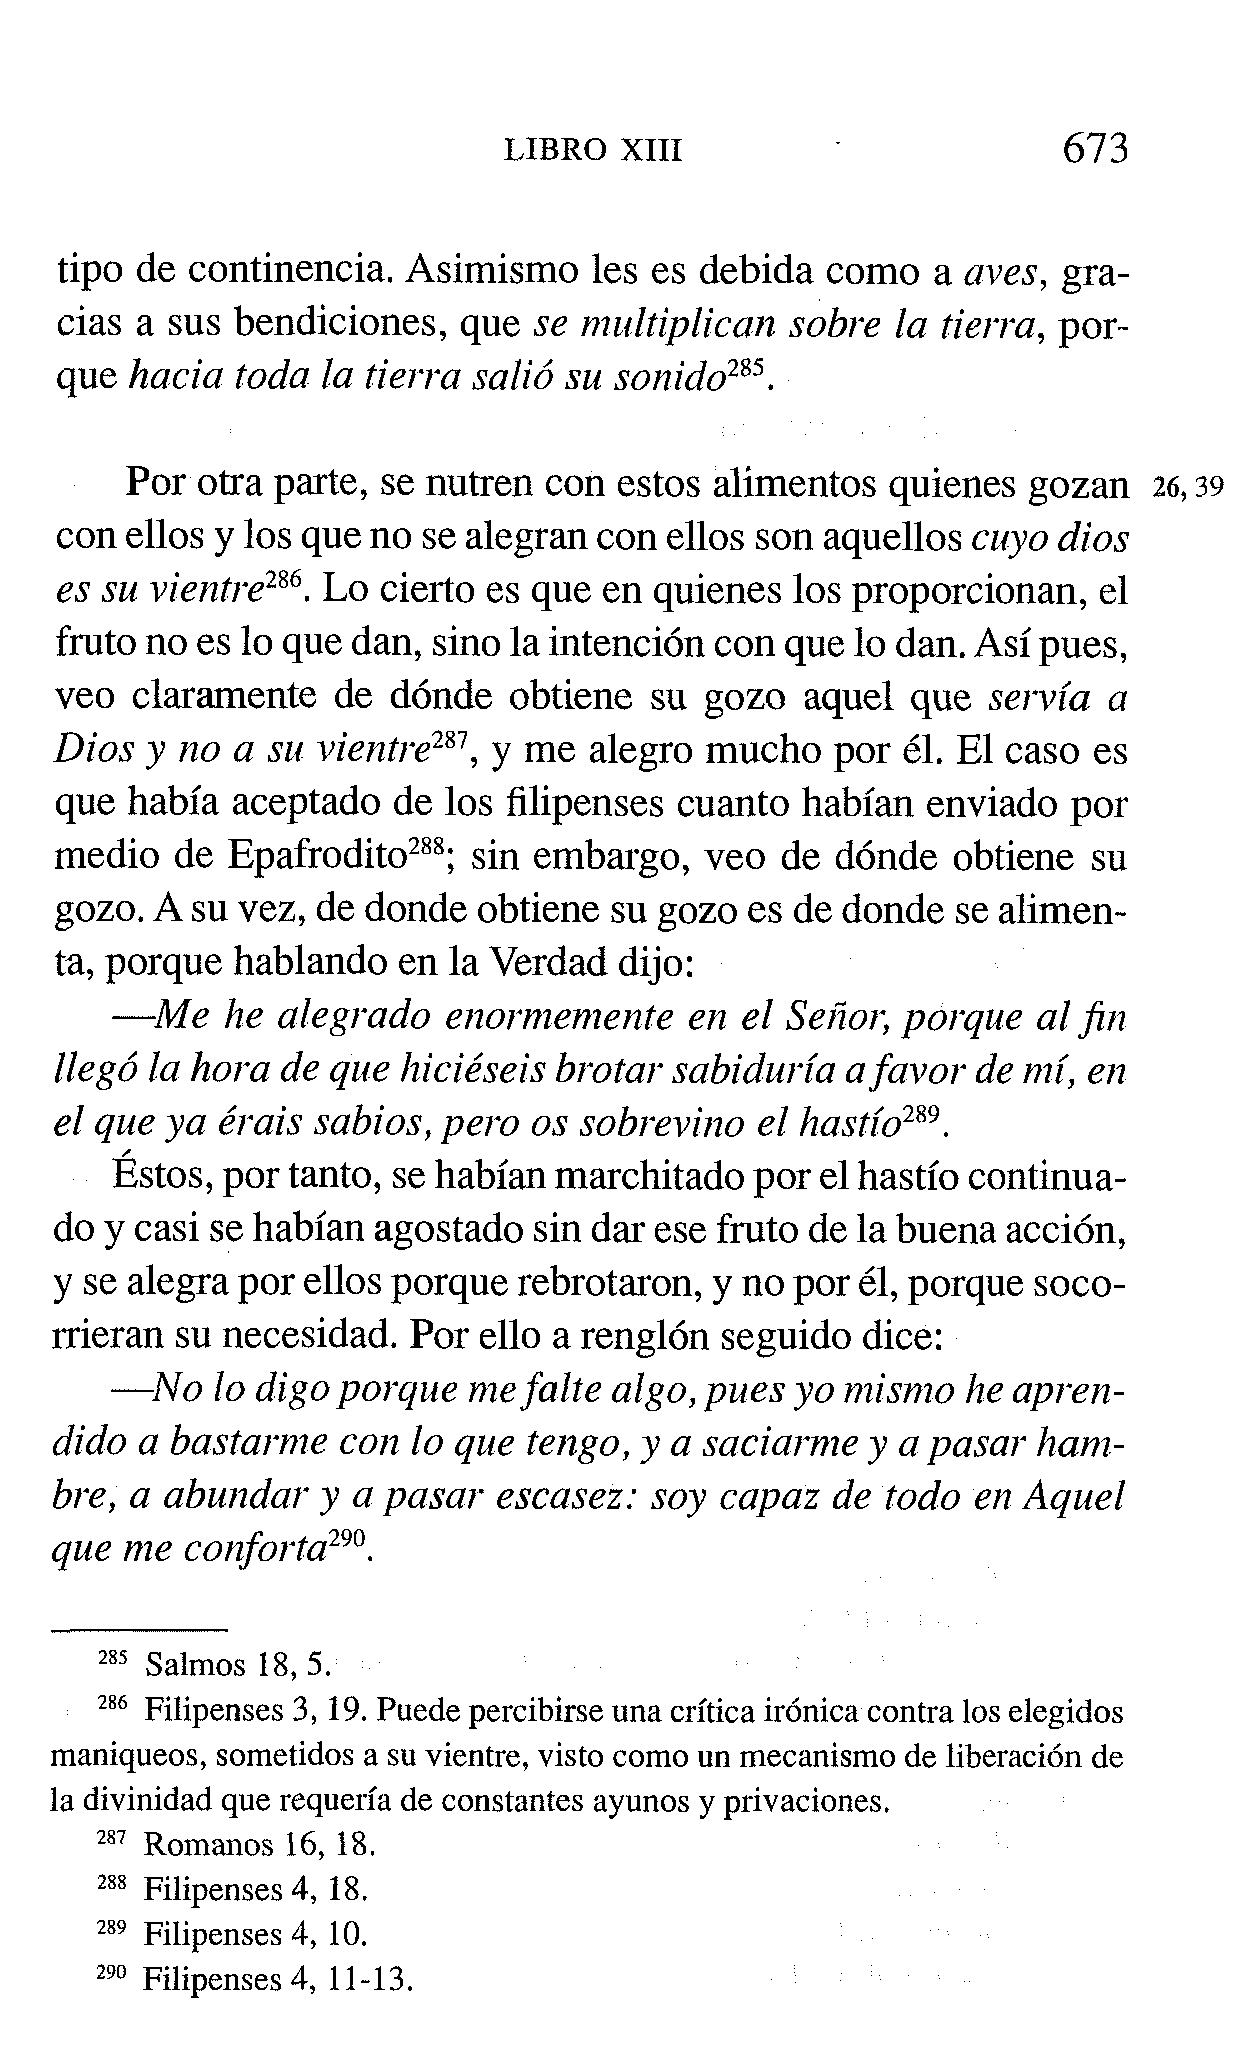 LIBRO XIII 673
tipo de continencia. Asimismo les es debida como a aves, gra-
cias a sus bendiciones, que se multiplican sobre la tierra, por-
que hacia toda la tierra salió su sonido²⁸⁵.
Por otra parte, se nutren con estos alimentos quienes gozan 26, 39
con ellos y los que no se alegran con ellos son aquellos cuyo dios
es su vientre²⁸⁶. Lo cierto es que en quienes los proporcionan, el
fruto no es lo que dan, sino la intención con que lo dan. Así pues,
veo claramente de dónde obtiene su gozo aquel que servía a
Dios y no a su vientre²⁸⁷, y me alegro mucho por él. El caso es
que había aceptado de los filipenses cuanto habían enviado por
medio de Epafrodito²⁸⁸; sin embargo, veo de dónde obtiene su
gozo. A su vez, de donde obtiene su gozo es de donde se alimen-
ta, porque hablando en la Verdad dijo:
—Me he alegrado enormemente en el Señor, porque al fin
llegó la hora de que hiciéseis brotar sabiduría a favor de mí, en
el que ya érais sabios, pero os sobrevino el hastío²⁸⁹.
Éstos, por tanto, se habían marchitado por el hastío continua-
do y casi se habían agostado sin dar ese fruto de la buena acción,
y se alegra por ellos porque rebrotaron, y no por él, porque soco-
rrieran su necesidad. Por ello a renglón seguido dice:
—No lo digo porque me falte algo, pues yo mismo he apren-
dido a bastarme con lo que tengo, y a saciarme y a pasar ham-
bre, a abundar y a pasar escasez: soy capaz de todo en Aquel
que me conforta²⁹⁰.
²⁸⁵ Salmos 18, 5.
²⁸⁶ Filipenses 3, 19. Puede percibirse una crítica irónica contra los elegidos
maniqueos, sometidos a su vientre, visto como un mecanismo de liberación de
la divinidad que requería de constantes ayunos y privaciones.
²⁸⁷ Romanos 16, 18.
²⁸⁸ Filipenses 4, 18.
²⁸⁹ Filipenses 4, 10.
²⁹⁰ Filipenses 4, 11-13.